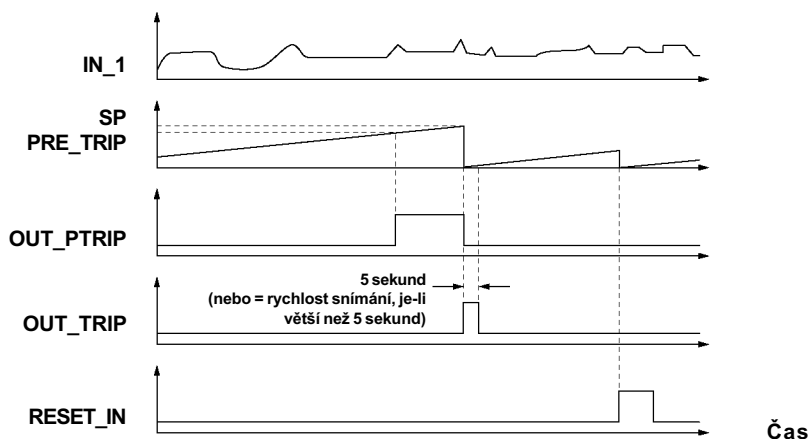 IN_1
SP
PRE_TRIP
OUT_PTRIP
5 sekund
(nebo = rychlost snímání, je-li
větší než 5 sekund)
OUT_TRIP
RESET_IN
Čas